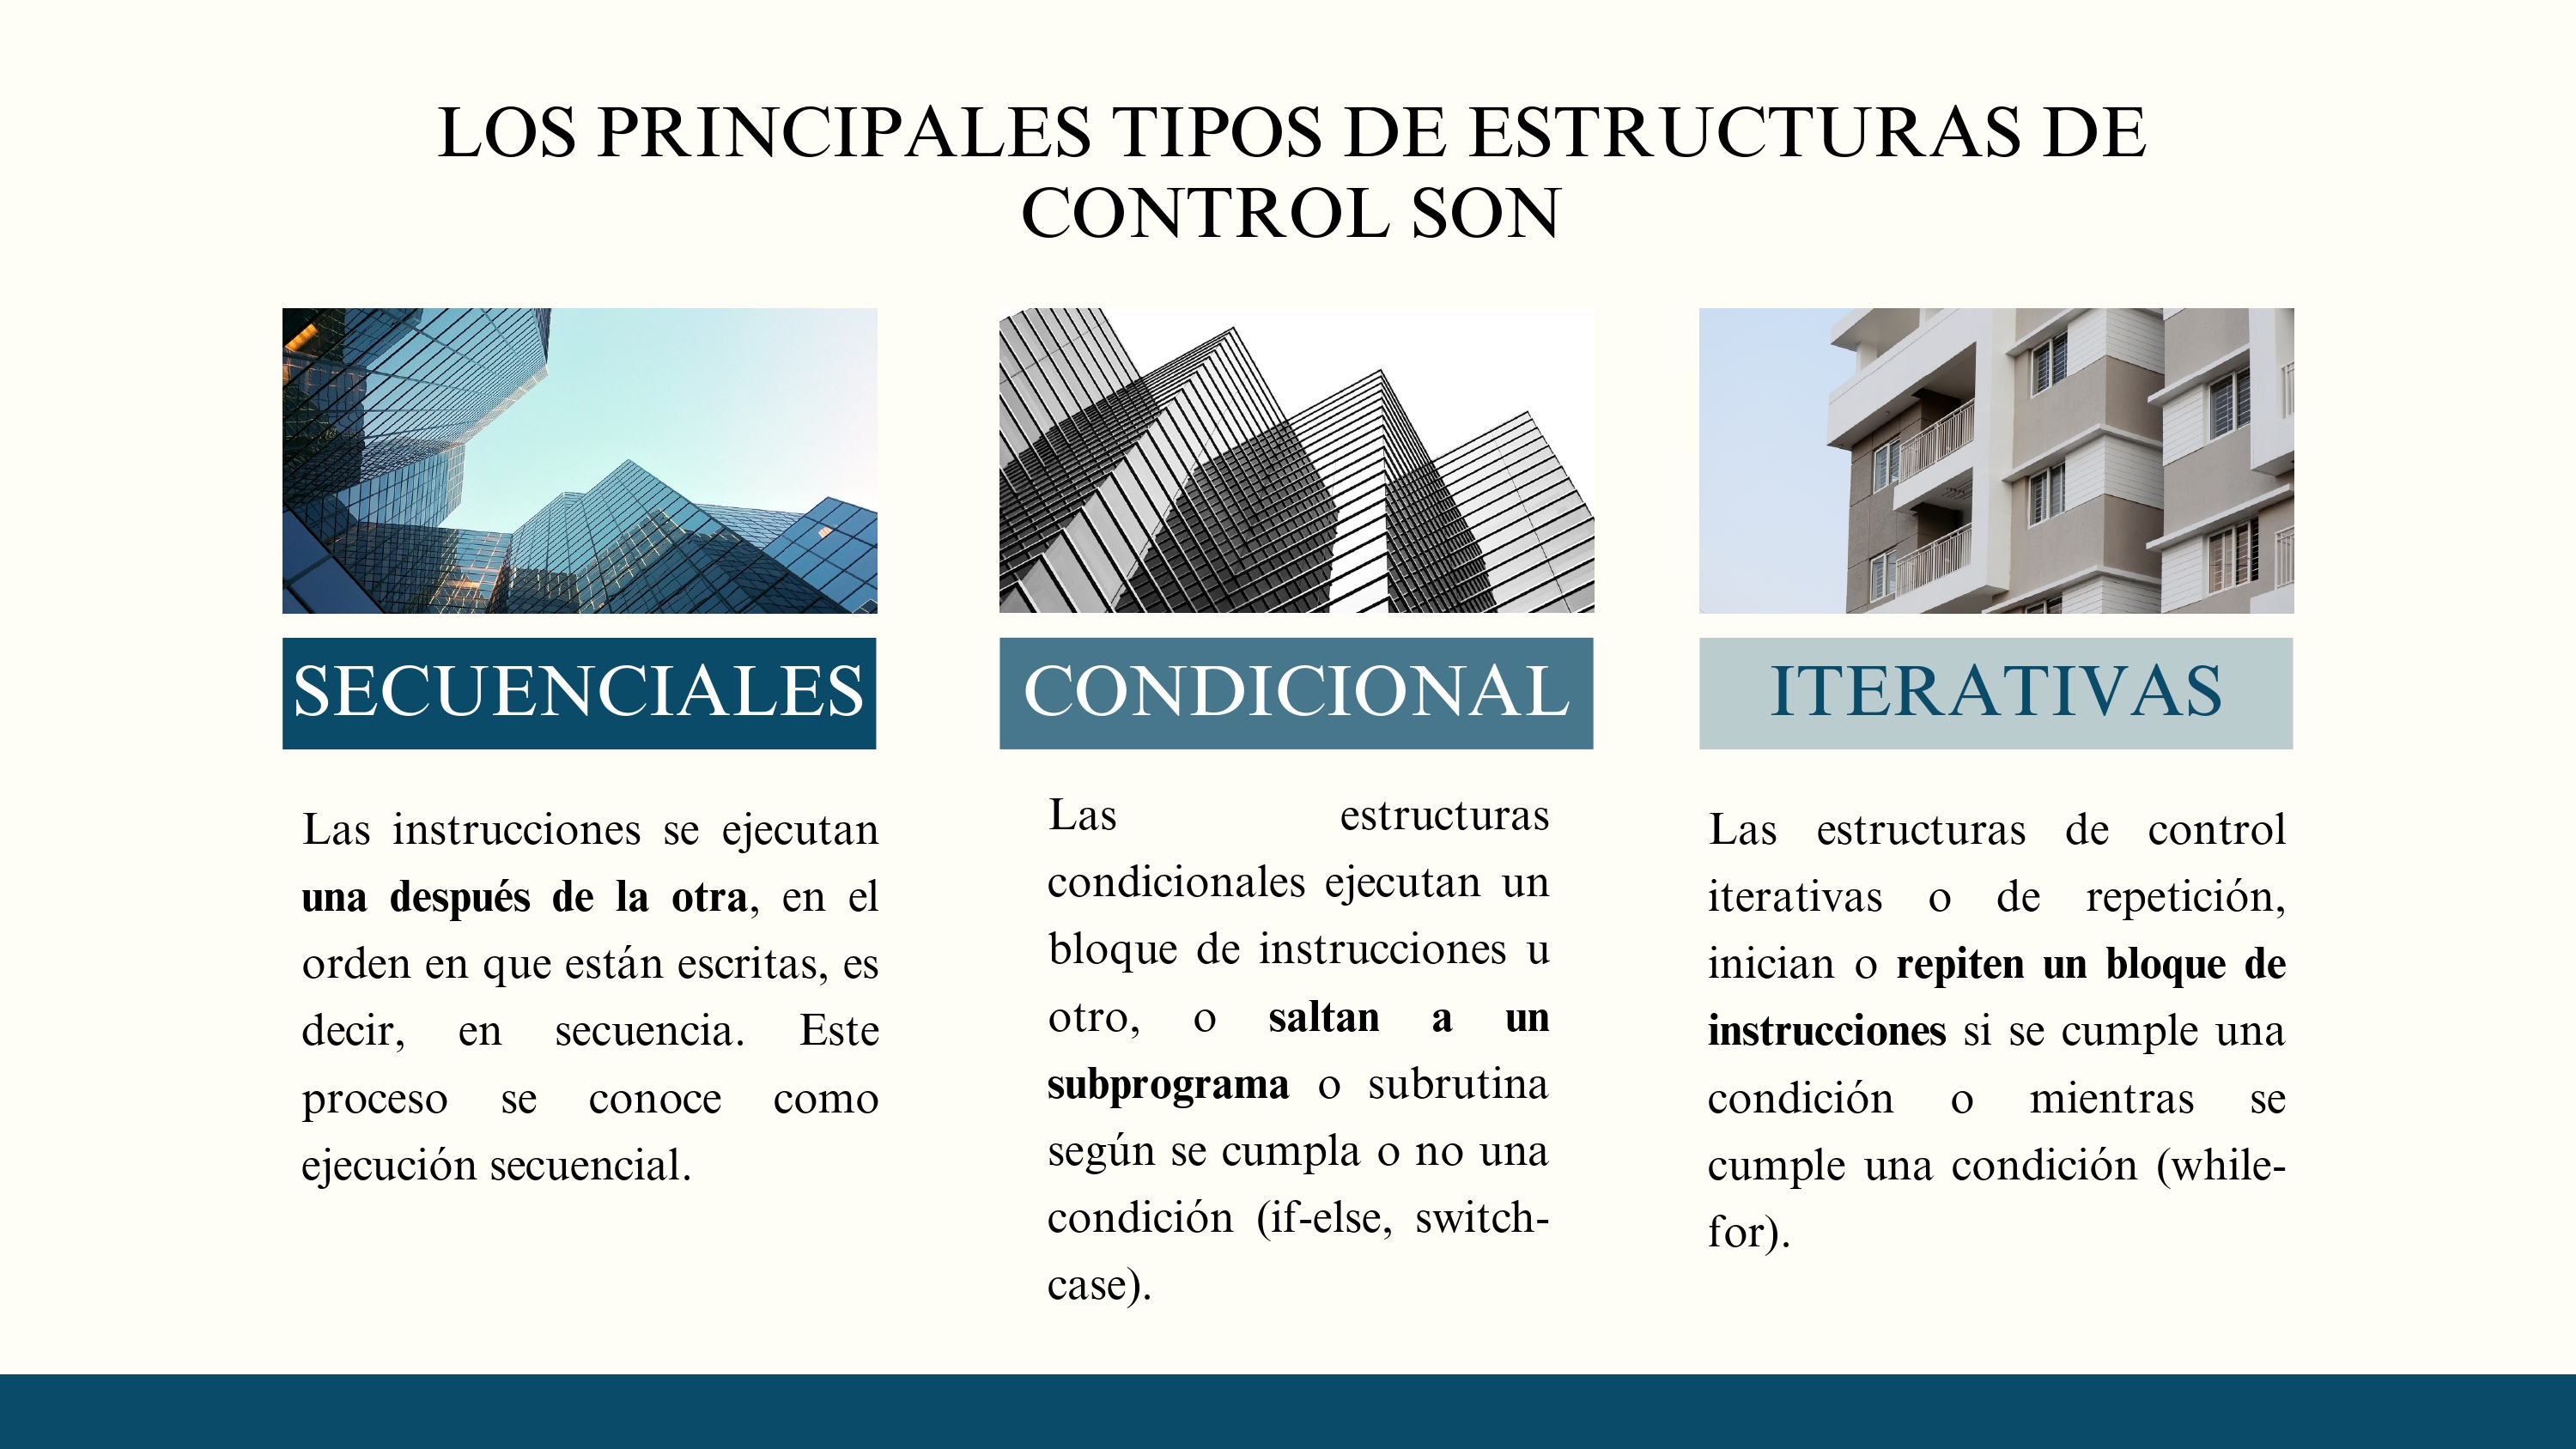 LOS PRINCIPALES TIPOS DE ESTRUCTURAS DE
CONTROL SON
SECUENCIALES
Las instrucciones se ejecutan
una después de la otra, en el
orden en que están escritas, es
decir, en secuencia. Este
proceso se conoce como
ejecución secuencial.
CONDICIONAL
Las estructuras
condicionales ejecutan un
bloque de instrucciones u
otro, o saltan a un
subprograma o subrutina
según se cumpla o no una
condición (if-else, switch-
case).
ITERATIVAS
Las estructuras de control
iterativas o de repetición,
inician o repiten un bloque de
instrucciones si se cumple una
condición o mientras se
cumple una condición (while-
for).